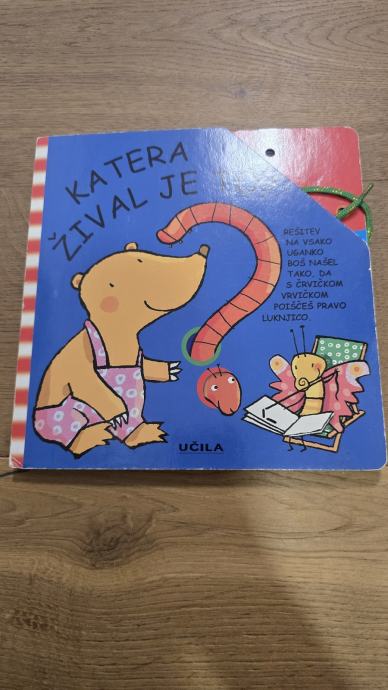 KATERA
ŽIVAL JE
REŠITEV
NA VSAKO
UGANKO
BOŠ NAŠEL
TAKO, DA
S ČRVIČKOM
VRVIČKOM
POIŠČEŠ PRAVO
LUKNJICO.
UČILA